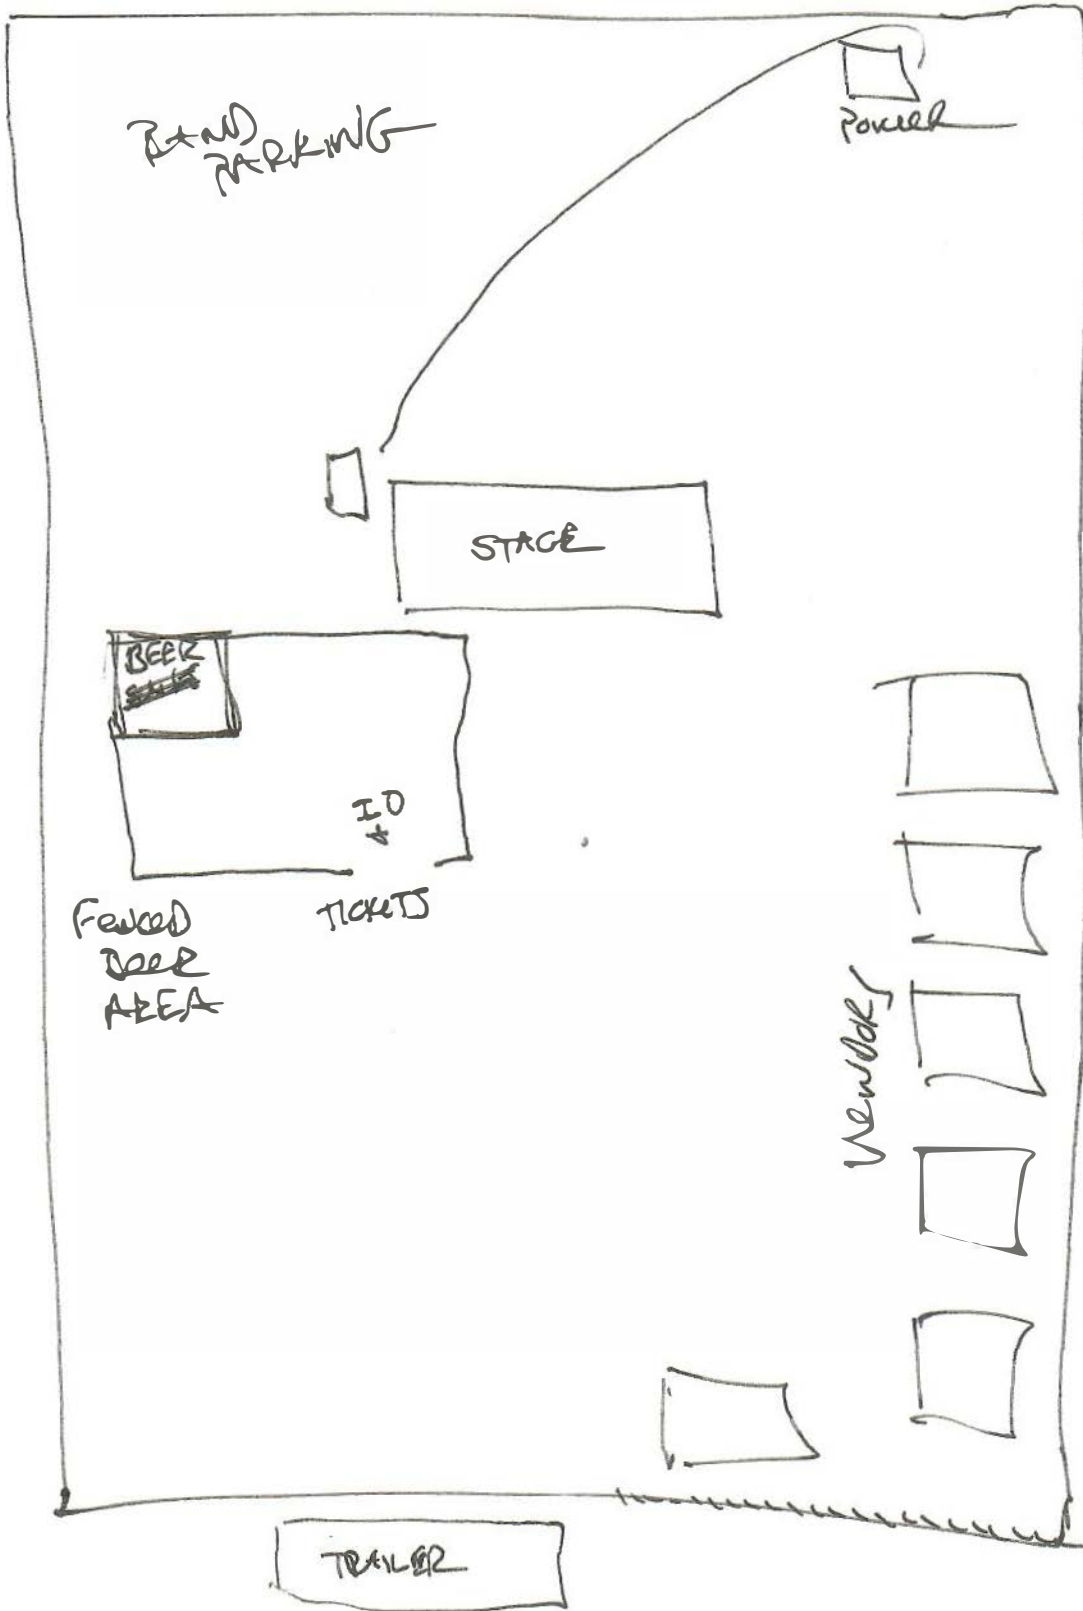 BAND
PARKING
POWER
STAGE
BEER
ID
&
TICKETS
FENCED
BEER
AREA
VENDORS
TRAILER